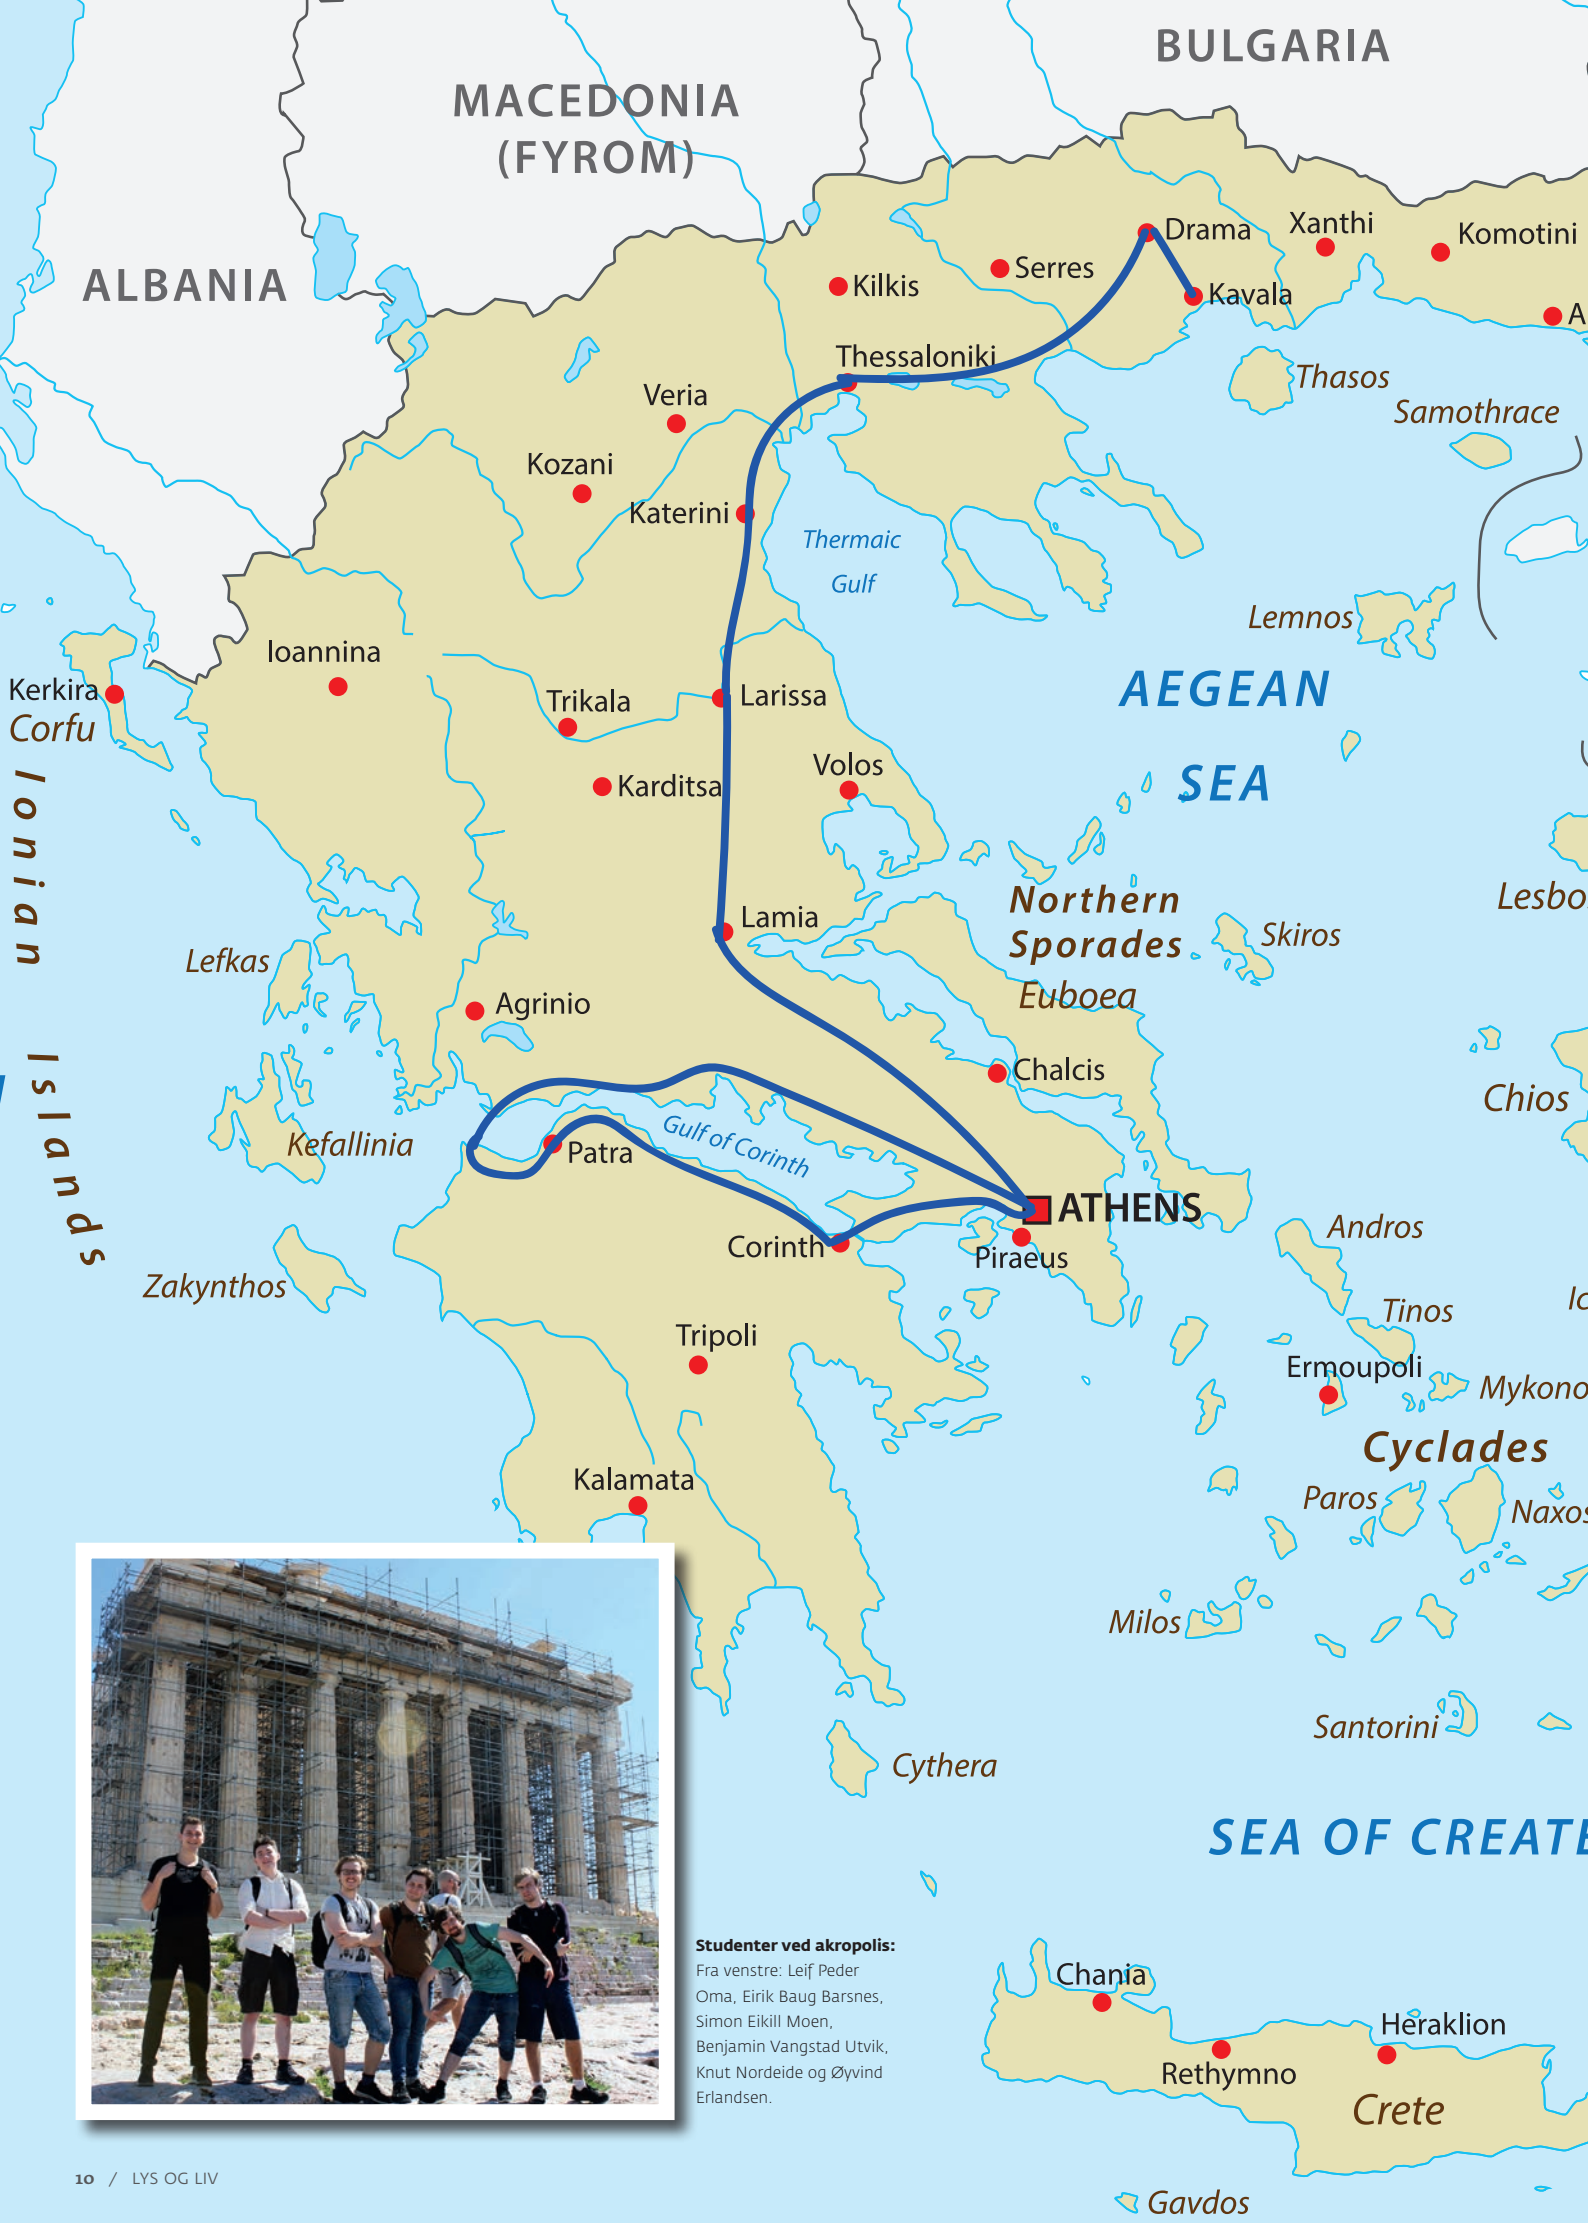 BULGARIA
MACEDONIA
(FYROM)
ALBANIA
Drama
Xanthi
Komotini
Serres
Kilkis
Kavala
A
Thessaloniki
Thasos
Veria
Samothrace
Kozani
Katerini
Thermaic
Gulf
Lemnos
Ioannina
Kerkira
Corfu
Trikala
Larissa
AEGEAN
Volos
SEA
Karditsa
Ionian
Islands
Northern
Sporades
Lesbo
Lamia
Skiros
Lefkas
Euboea
Agrinio
Chalcis
Chios
Gulf of Corinth
Kefallinia
Patra
ATHENS
Andros
Corinth
Piraeus
Zakynthos
Tinos
Ic
Tripoli
Ermoupoli
Mykono
Cyclades
Kalamata
Paros
Naxos
Milos
Santorini
Cythera
SEA OF CREATE
Studenter ved akropolis:
Fra venstre: Leif Peder
Oma, Eirik Baug Barsnes,
Simon Eikill Moen,
Benjamin Vangstad Utvik,
Knut Nordeide og Øyvind
Erlandsen.
Chania
Heraklion
Rethymno
Crete
Gavdos
10 / LYS OG LIV